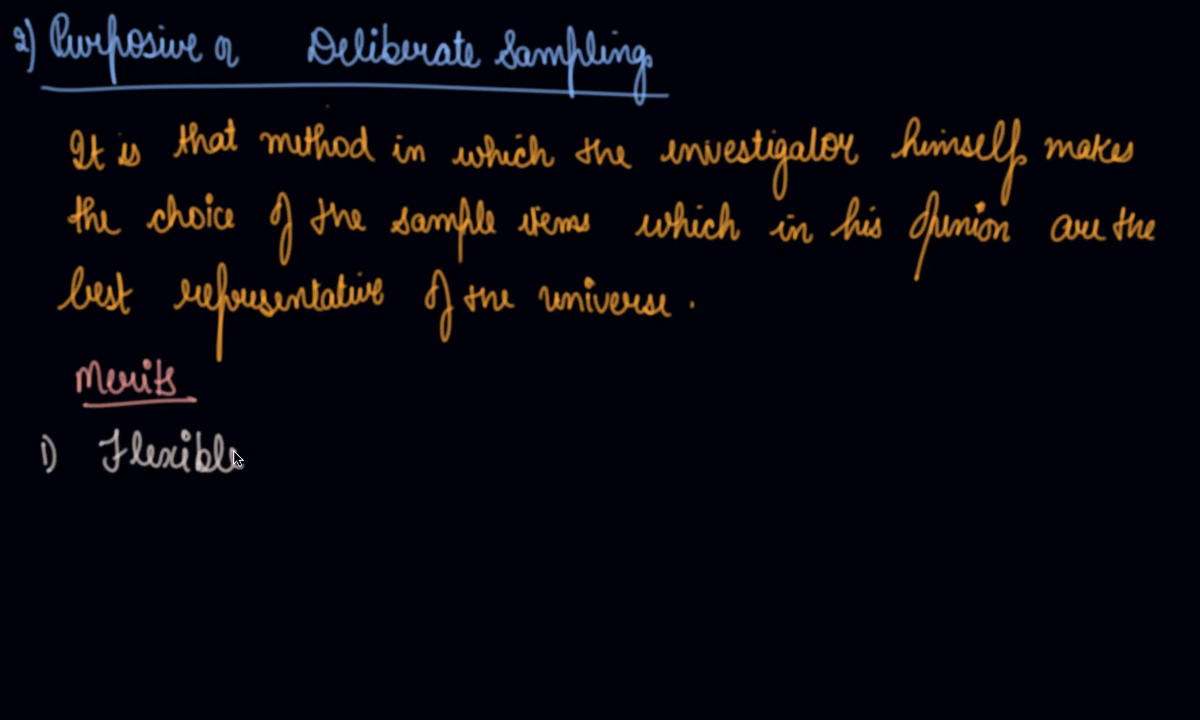 2) Purposive or Deliberate Sampling
It is that method in which the investigator himself makes
the choice of the sample items which in his opinion are the
best representative of the universe.
Merits
1) Flexible